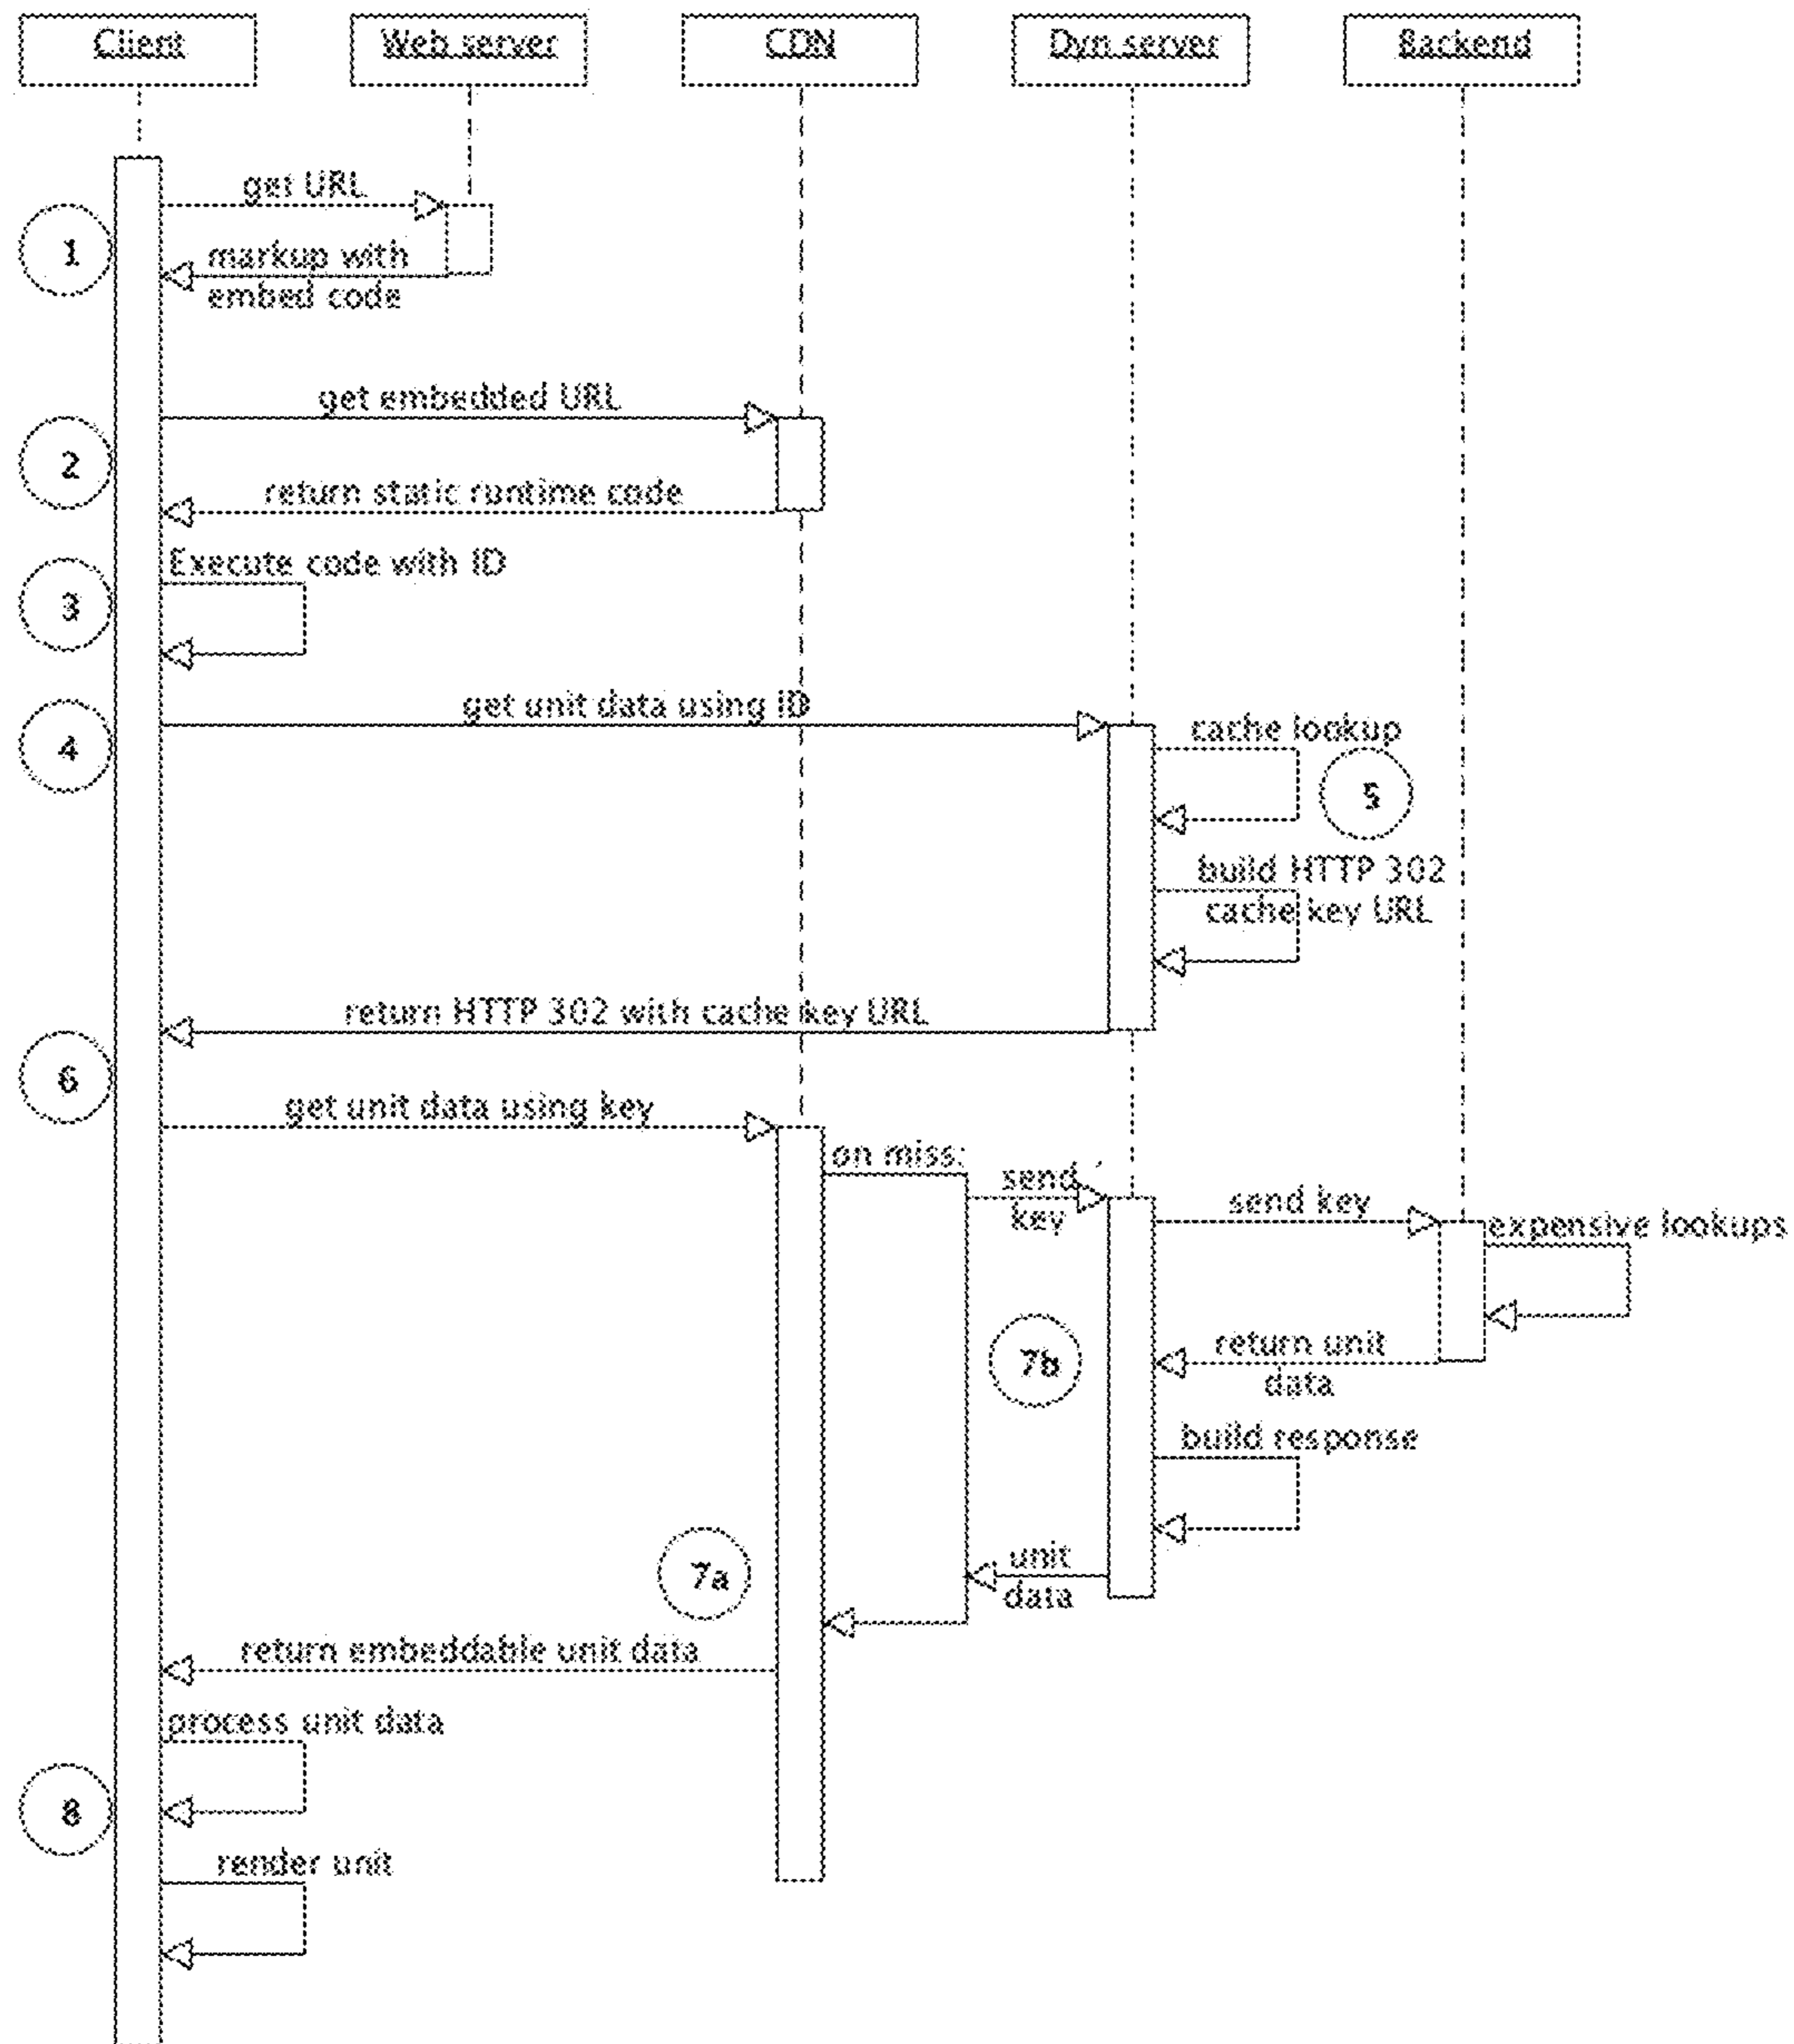 Client
Web server
CDN
Dyn server
Backend
get URL
1
markup with
embed code
get embedded URL
2
return static runtime code
Execute code with ID
3
get unit data using ID
4
cache lookup
5
build HTTP 302
cache key URL
return HTTP 302 with cache key URL
6
get unit data using key
on miss:
send
key
send key
expensive lookups
7b
return unit
data
build response
7a
unit
data
return embeddable unit data
process unit data
8
render unit